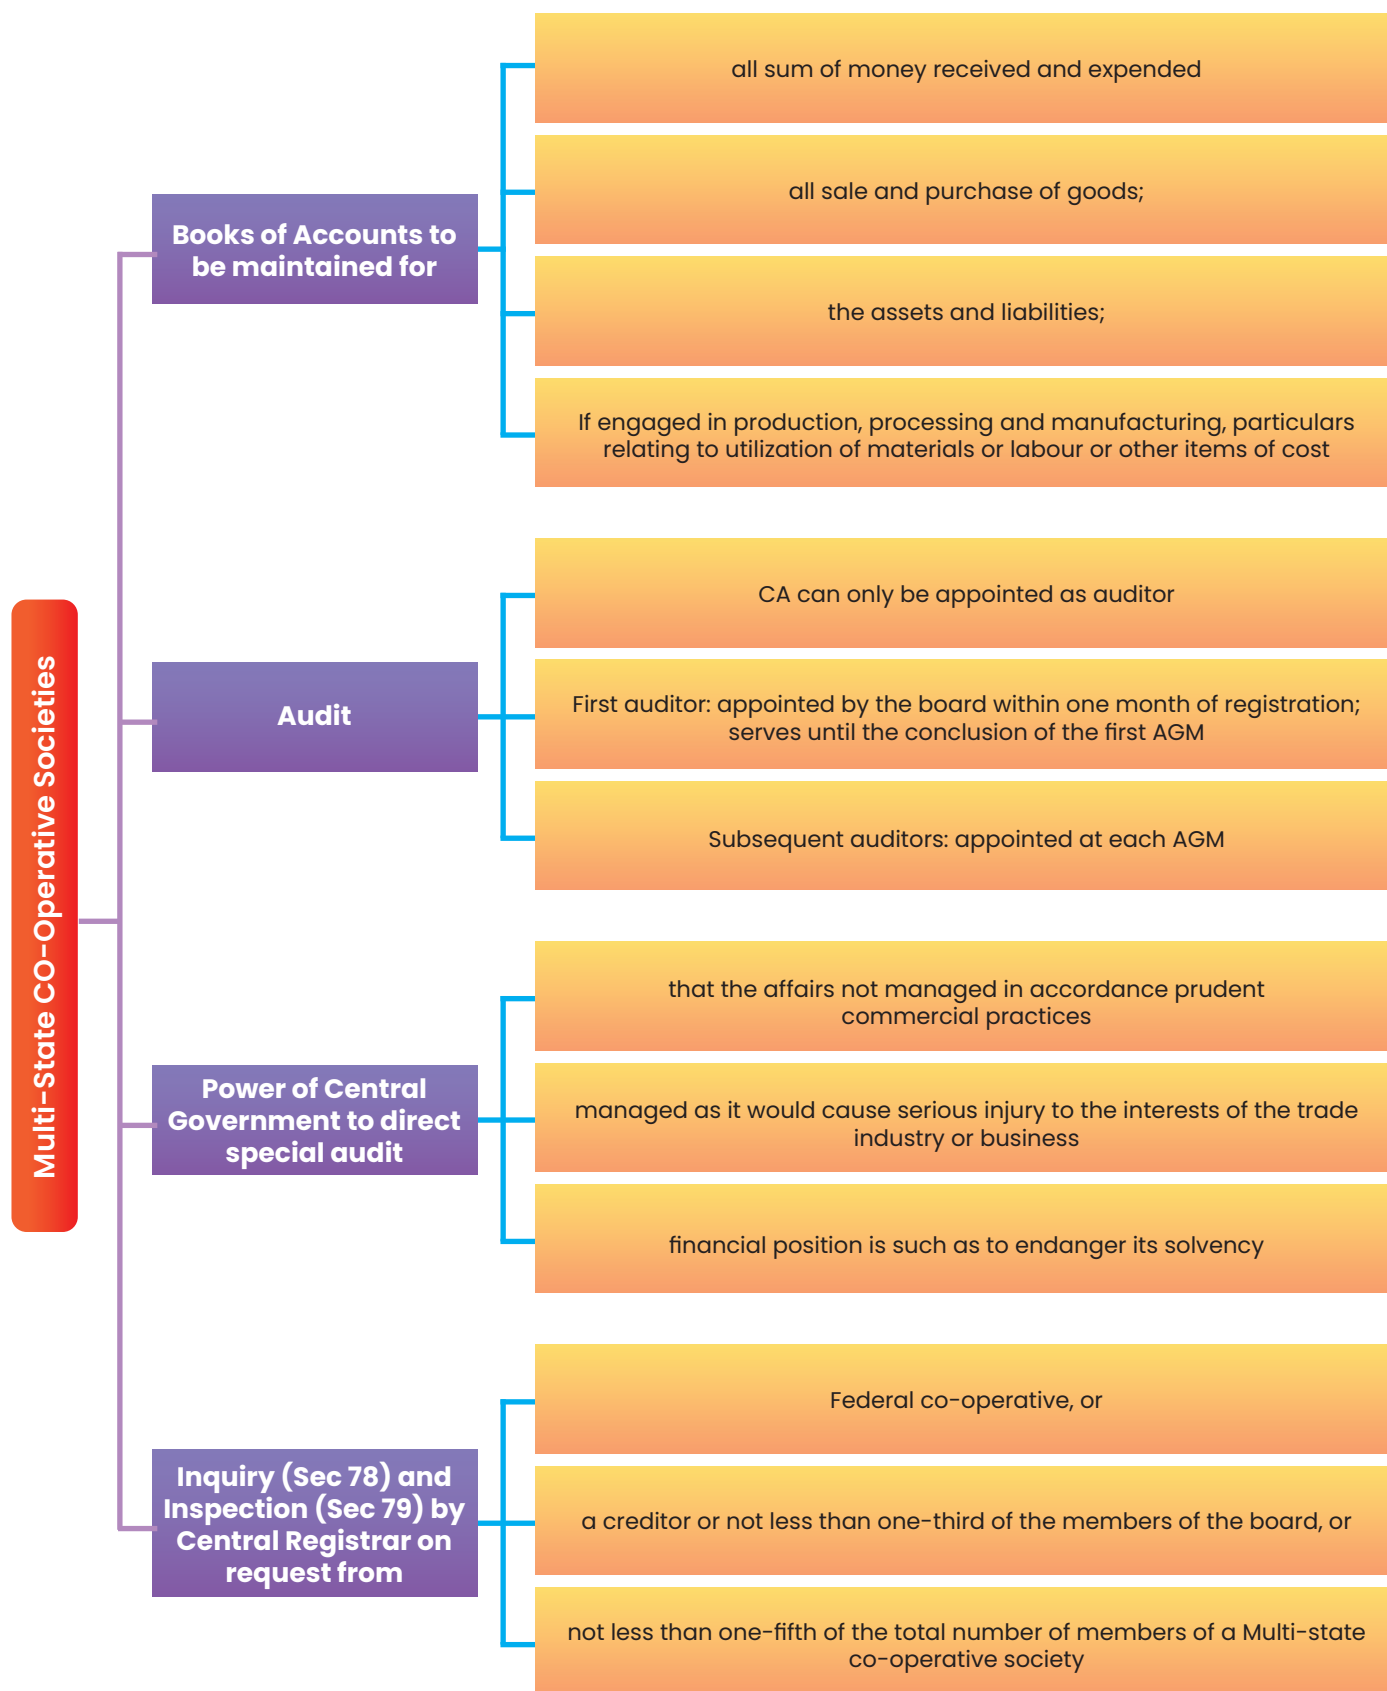 Multi-State CO-Operative Societies
Books of Accounts to
be maintained for
all sum of money received and expended
all sale and purchase of goods;
the assets and liabilities;
If engaged in production, processing and manufacturing, particulars
relating to utilization of materials or labour or other items of cost
Audit
CA can only be appointed as auditor
First auditor: appointed by the board within one month of registration;
serves until the conclusion of the first AGM
Subsequent auditors: appointed at each AGM
Power of Central
Government to direct
special audit
that the affairs not managed in accordance prudent
commercial practices
managed as it would cause serious injury to the interests of the trade
industry or business
financial position is such as to endanger its solvency
Inquiry (Sec 78) and
Inspection (Sec 79) by
Central Registrar on
request from
Federal co-operative, or
a creditor or not less than one-third of the members of the board, or
not less than one-fifth of the total number of members of a Multi-state
co-operative society